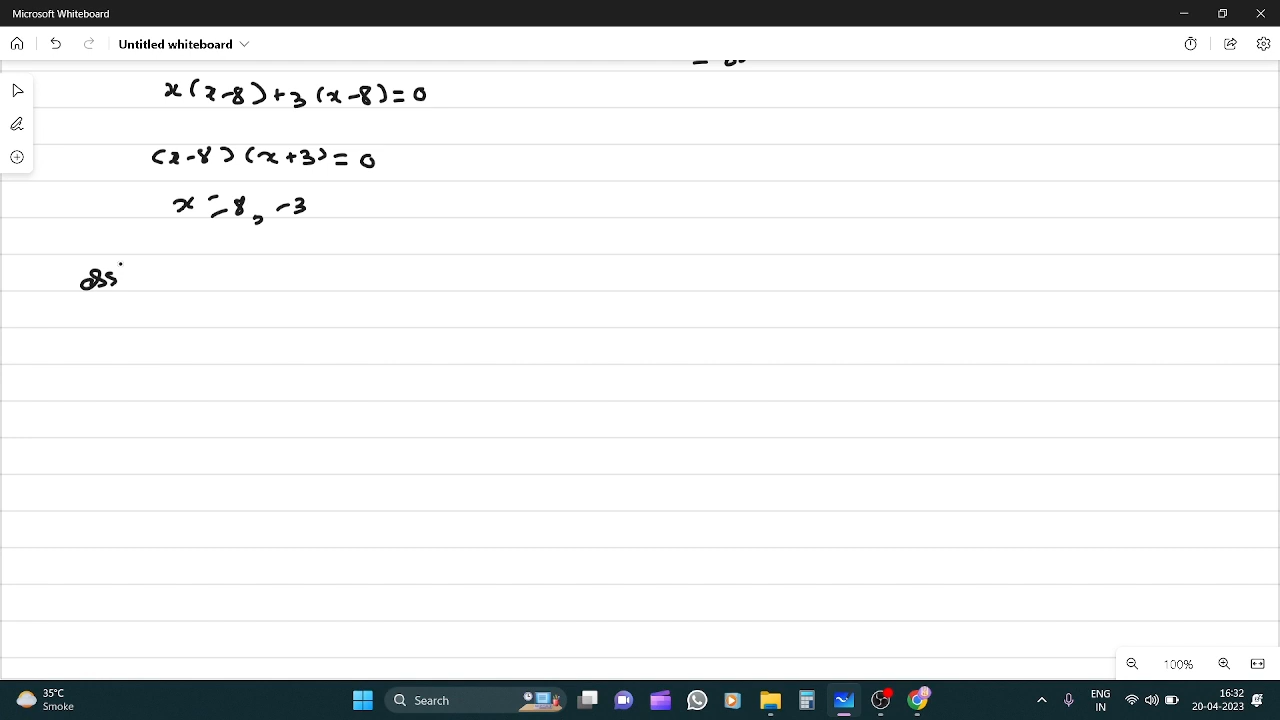 Microsoft Whiteboard
Untitled whiteboard
x(x-8)+3(x-8)=0
(x-8)(x+3)=0
x=8, -3
100%
35°C
Smoke
Search
ENG
IN
16:32
20-04-2023